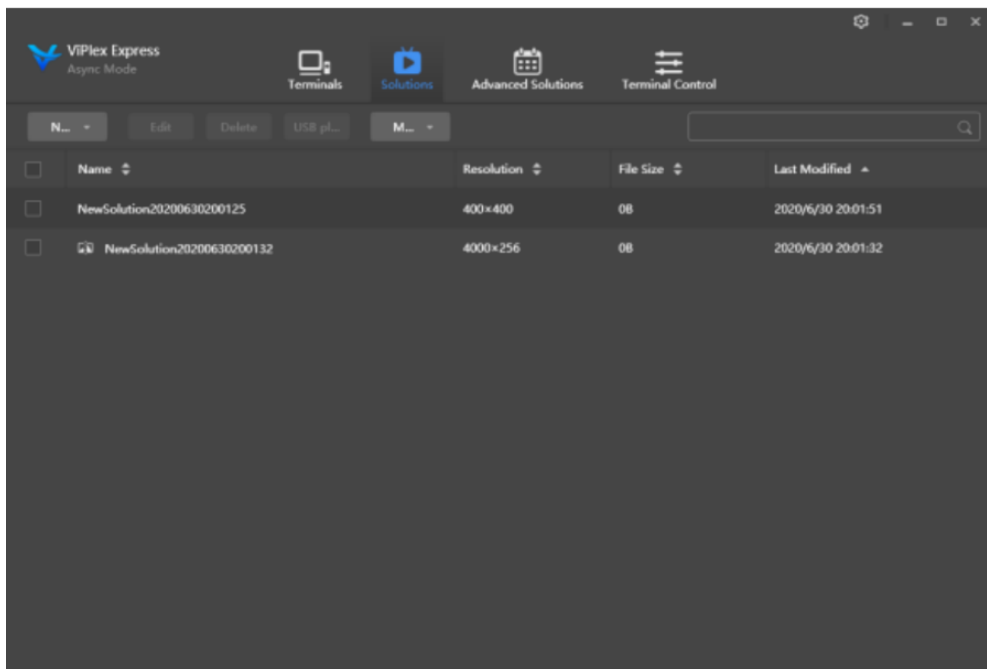 ViPlex Express
Async Mode
Terminals
Solutions
Advanced Solutions
Terminal Control
N...
Edit
Delete
USB pl...
M...
Name
Resolution
File Size
Last Modified
NewSolution20200630200125
400×400
0B
2020/6/30 20:01:51
NewSolution20200630200132
4000×256
0B
2020/6/30 20:01:32